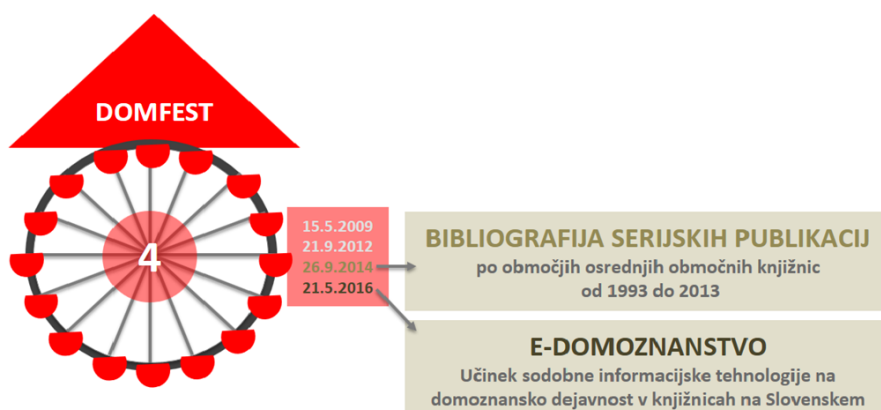 DOMFEST
4
15.5.2009
21.9.2012
26.9.2014
21.5.2016
BIBLIOGRAFIJA SERIJSKIH PUBLIKACIJ
po območjih osrednjih območnih knjižnic
od 1993 do 2013
E-DOMOZNANSTVO
Učinek sodobne informacijske tehnologije na
domoznansko dejavnost v knjižnicah na Slovenskem